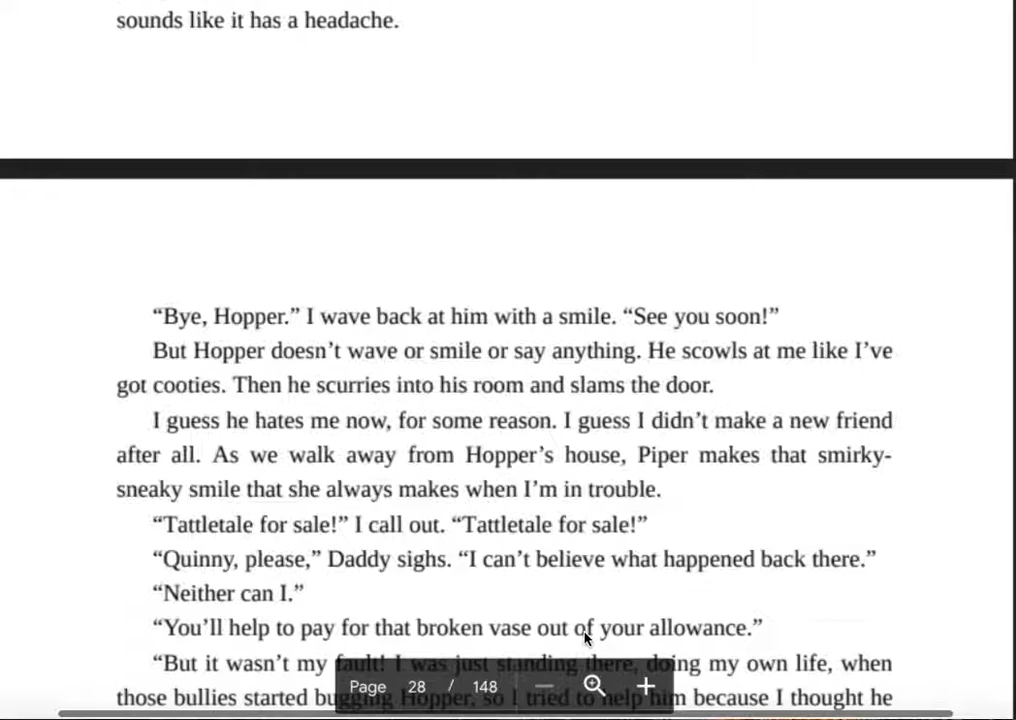 sounds like it has a headache.
“Bye, Hopper.” I wave back at him with a smile. “See you soon!”
But Hopper doesn’t wave or smile or say anything. He scowls at me like I’ve
got cooties. Then he scurries into his room and slams the door.
I guess he hates me now, for some reason. I guess I didn’t make a new friend
after all. As we walk away from Hopper’s house, Piper makes that smirky-
sneaky smile that she always makes when I’m in trouble.
“Tattletale for sale!” I call out. “Tattletale for sale!”
“Quinny, please,” Daddy sighs. “I can’t believe what happened back there.”
“Neither can I.”
“You’ll help to pay for that broken vase out of your allowance.”
“But it wasn’t my fault! I was just standing there, doing my own life, when
those bullies started bugging Hopper, so I tried to help him because I thought he
Page 28 / 148